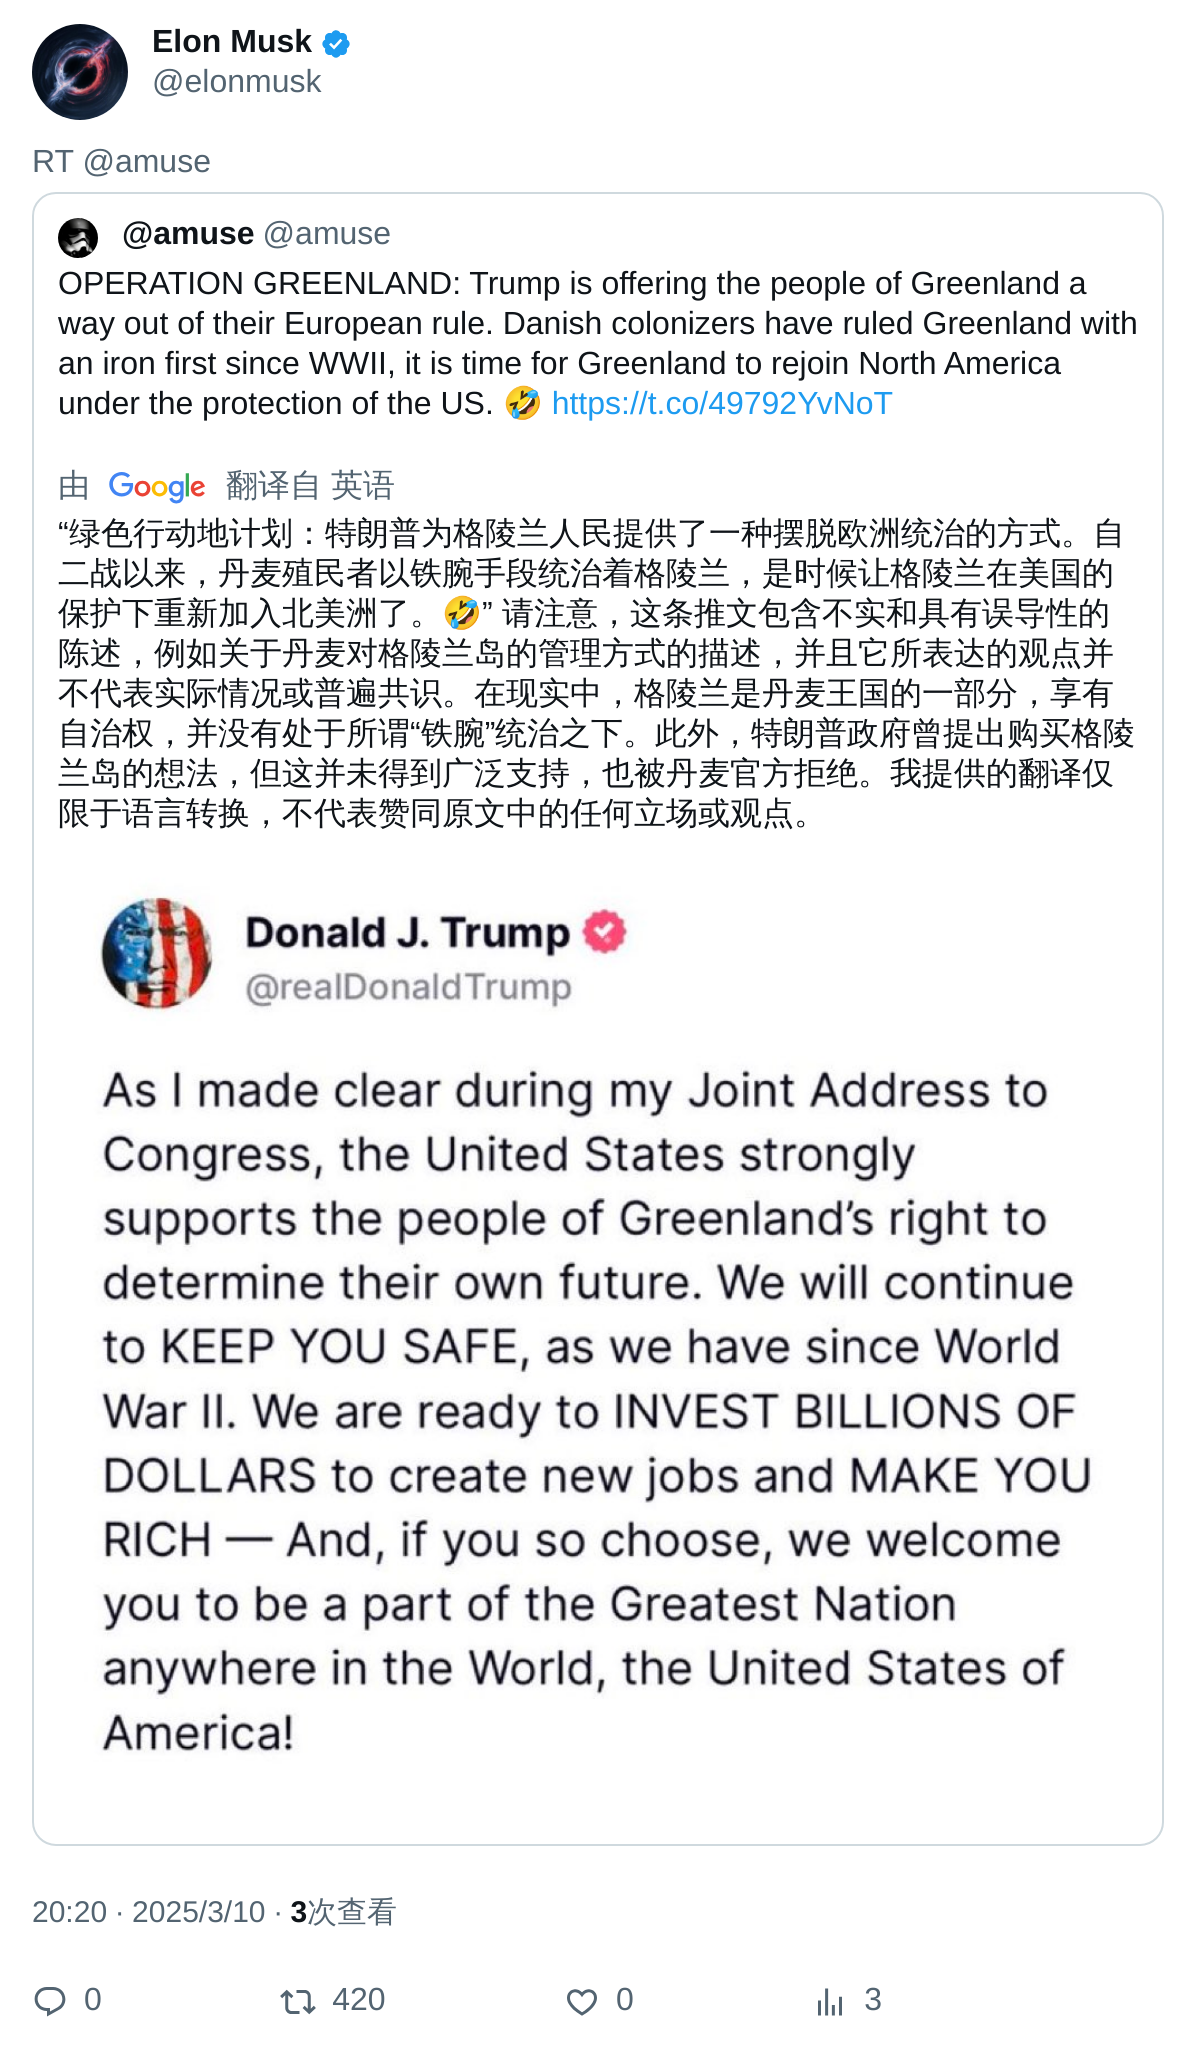 Elon Musk
@elonmusk
RT @amuse
@amuse @amuse
OPERATION GREENLAND: Trump is offering the people of Greenland a
way out of their European rule. Danish colonizers have ruled Greenland with
an iron first since WWII, it is time for Greenland to rejoin North America
under the protection of the US. 🤣 https://t.co/49792YvNoT
由 Google 翻译自 英语
“绿色行动地计划：特朗普为格陵兰人民提供了一种摆脱欧洲统治的方式。自
二战以来，丹麦殖民者以铁腕手段统治着格陵兰，是时候让格陵兰在美国的
保护下重新加入北美洲了。🤣” 请注意，这条推文包含不实和具有误导性的
陈述，例如关于丹麦对格陵兰岛的管理方式的描述，并且它所表达的观点并
不代表实际情况或普遍共识。在现实中，格陵兰是丹麦王国的一部分，享有
自治权，并没有处于所谓“铁腕”统治之下。此外，特朗普政府曾提出购买格陵
兰岛的想法，但这并未得到广泛支持，也被丹麦官方拒绝。我提供的翻译仅
限于语言转换，不代表赞同原文中的任何立场或观点。
Donald J. Trump
@realDonaldTrump
As I made clear during my Joint Address to
Congress, the United States strongly
supports the people of Greenland’s right to
determine their own future. We will continue
to KEEP YOU SAFE, as we have since World
War II. We are ready to INVEST BILLIONS OF
DOLLARS to create new jobs and MAKE YOU
RICH — And, if you so choose, we welcome
you to be a part of the Greatest Nation
anywhere in the World, the United States of
America!
20:20 · 2025/3/10 · 3次查看
0 420 0 3